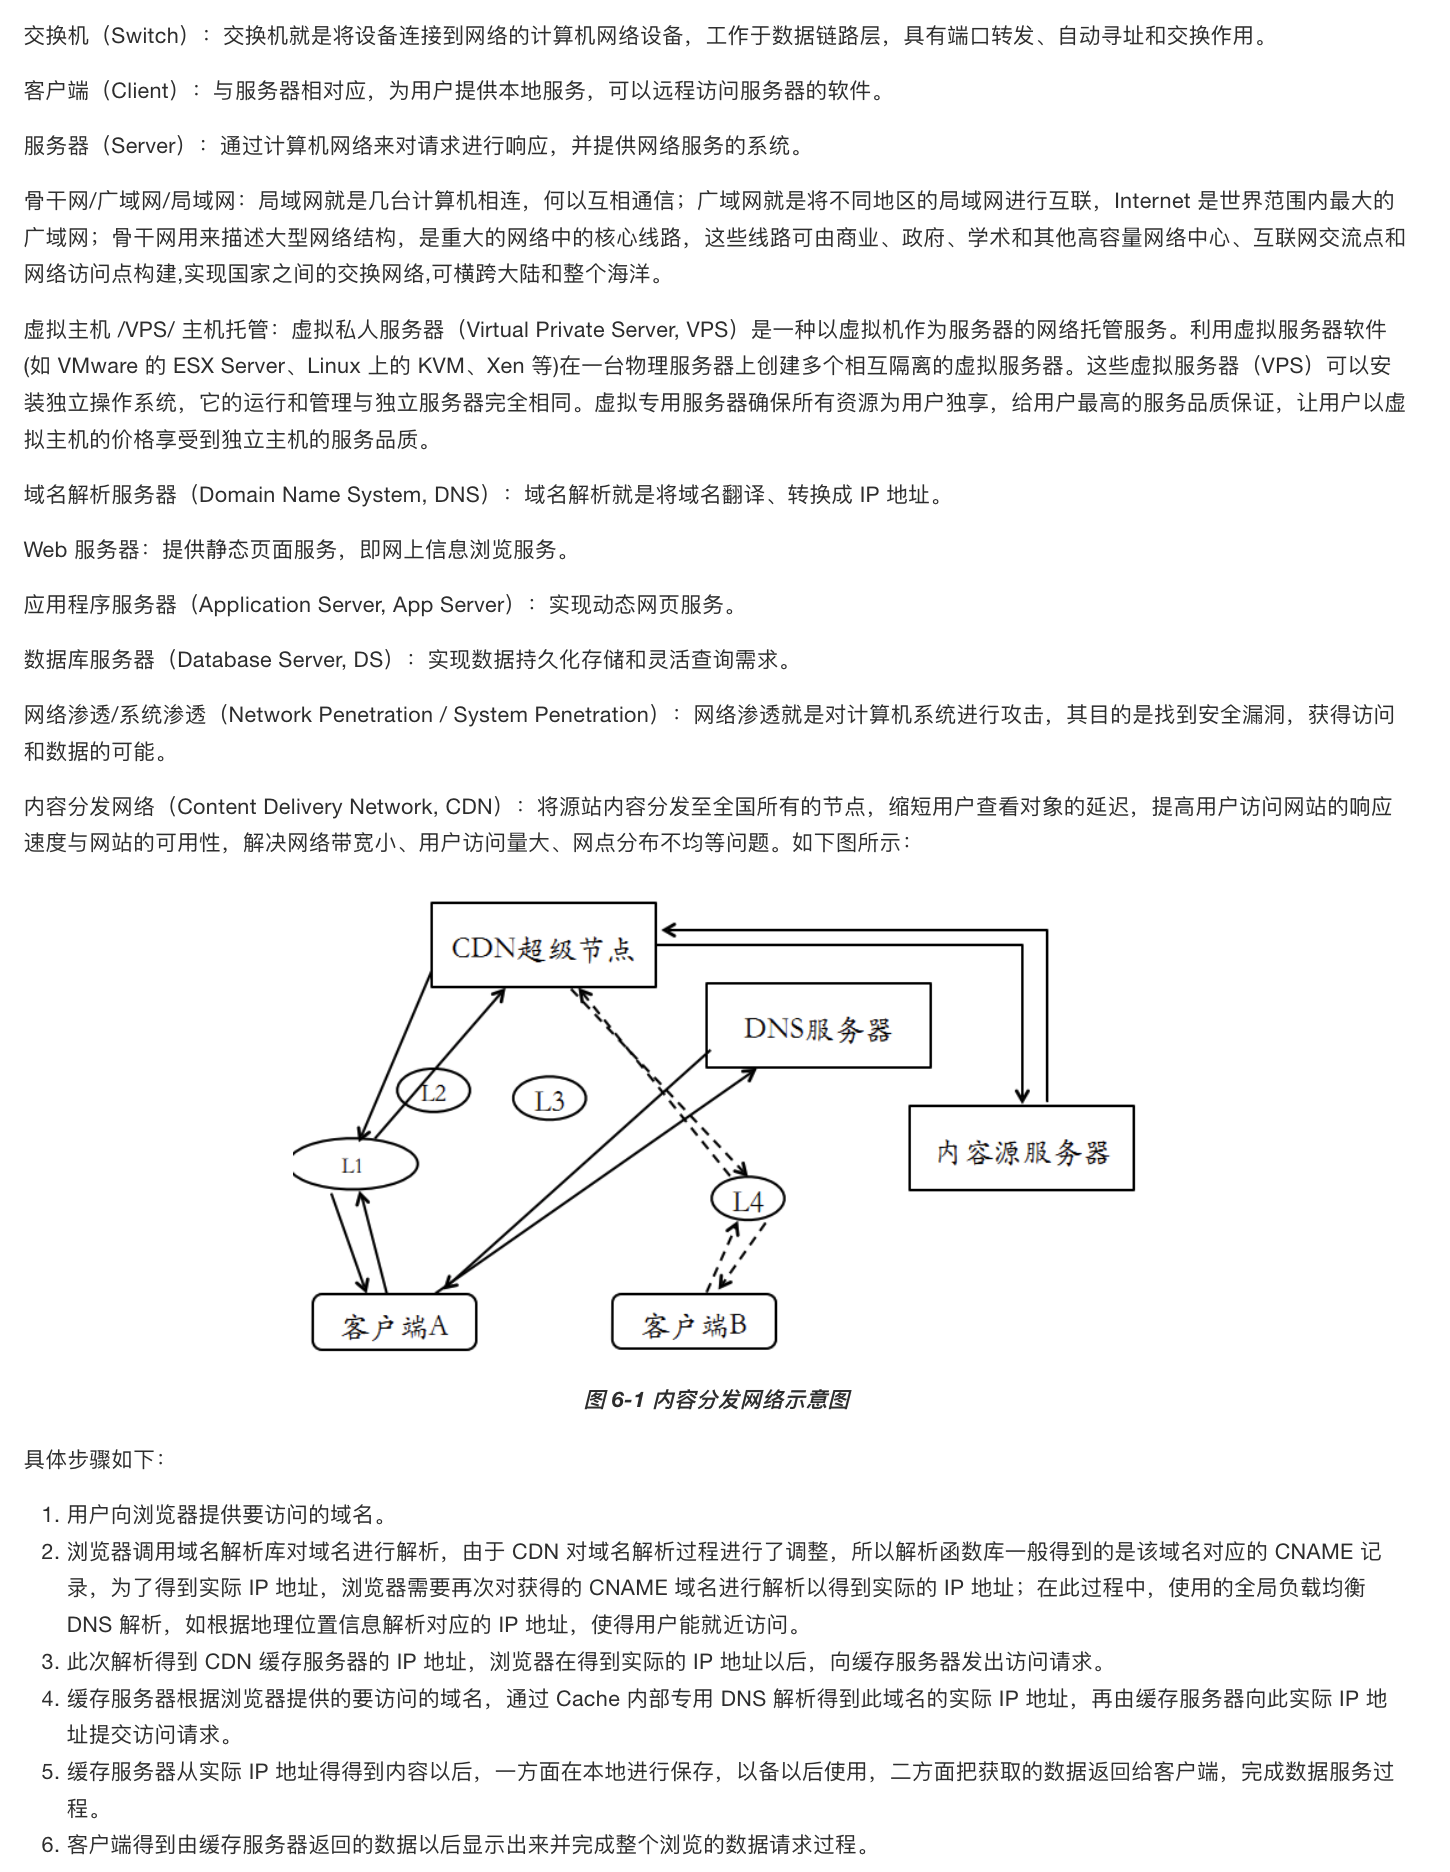 交换机（Switch）：交换机就是将设备连接到网络的计算机网络设备，工作于数据链路层，具有端口转发、自动寻址和交换作用。
客户端（Client）：与服务器相对应，为用户提供本地服务，可以远程访问服务器的软件。
服务器（Server）：通过计算机网络来对请求进行响应，并提供网络服务的系统。
骨干网/广域网/局域网：局域网就是几台计算机相连，何以互相通信；广域网就是将不同地区的局域网进行互联，Internet 是世界范围内最大的
广域网；骨干网用来描述大型网络结构，是重大的网络中的核心线路，这些线路可由商业、政府、学术和其他高容量网络中心、互联网交流点和
网络访问点构建,实现国家之间的交换网络,可横跨大陆和整个海洋。
虚拟主机 /VPS/ 主机托管：虚拟私人服务器（Virtual Private Server, VPS）是一种以虚拟机作为服务器的网络托管服务。利用虚拟服务器软件
(如 VMware 的 ESX Server、Linux 上的 KVM、Xen 等)在一台物理服务器上创建多个相互隔离的虚拟服务器。这些虚拟服务器（VPS）可以安
装独立操作系统，它的运行和管理与独立服务器完全相同。虚拟专用服务器确保所有资源为用户独享，给用户最高的服务品质保证，让用户以虚
拟主机的价格享受到独立主机的服务品质。
域名解析服务器（Domain Name System, DNS）：域名解析就是将域名翻译、转换成 IP 地址。
Web 服务器：提供静态页面服务，即网上信息浏览服务。
应用程序服务器（Application Server, App Server）：实现动态网页服务。
数据库服务器（Database Server, DS）：实现数据持久化存储和灵活查询需求。
网络渗透/系统渗透（Network Penetration / System Penetration）：网络渗透就是对计算机系统进行攻击，其目的是找到安全漏洞，获得访问
和数据的可能。
内容分发网络（Content Delivery Network, CDN）：将源站内容分发至全国所有的节点，缩短用户查看对象的延迟，提高用户访问网站的响应
速度与网站的可用性，解决网络带宽小、用户访问量大、网点分布不均等问题。如下图所示：
CDN超级节点
DNS服务器
L2
L3
内容源服务器
L1
L4
客户端A
客户端B
图 6-1 内容分发网络示意图
具体步骤如下：
1. 用户向浏览器提供要访问的域名。
2. 浏览器调用域名解析库对域名进行解析，由于 CDN 对域名解析过程进行了调整，所以解析函数库一般得到的是该域名对应的 CNAME 记
录，为了得到实际 IP 地址，浏览器需要再次对获得的 CNAME 域名进行解析以得到实际的 IP 地址；在此过程中，使用的全局负载均衡
DNS 解析，如根据地理位置信息解析对应的 IP 地址，使得用户能就近访问。
3. 此次解析得到 CDN 缓存服务器的 IP 地址，浏览器在得到实际的 IP 地址以后，向缓存服务器发出访问请求。
4. 缓存服务器根据浏览器提供的要访问的域名，通过 Cache 内部专用 DNS 解析得到此域名的实际 IP 地址，再由缓存服务器向此实际 IP 地
址提交访问请求。
5. 缓存服务器从实际 IP 地址得得到内容以后，一方面在本地进行保存，以备以后使用，二方面把获取的数据返回给客户端，完成数据服务过
程。
6. 客户端得到由缓存服务器返回的数据以后显示出来并完成整个浏览的数据请求过程。